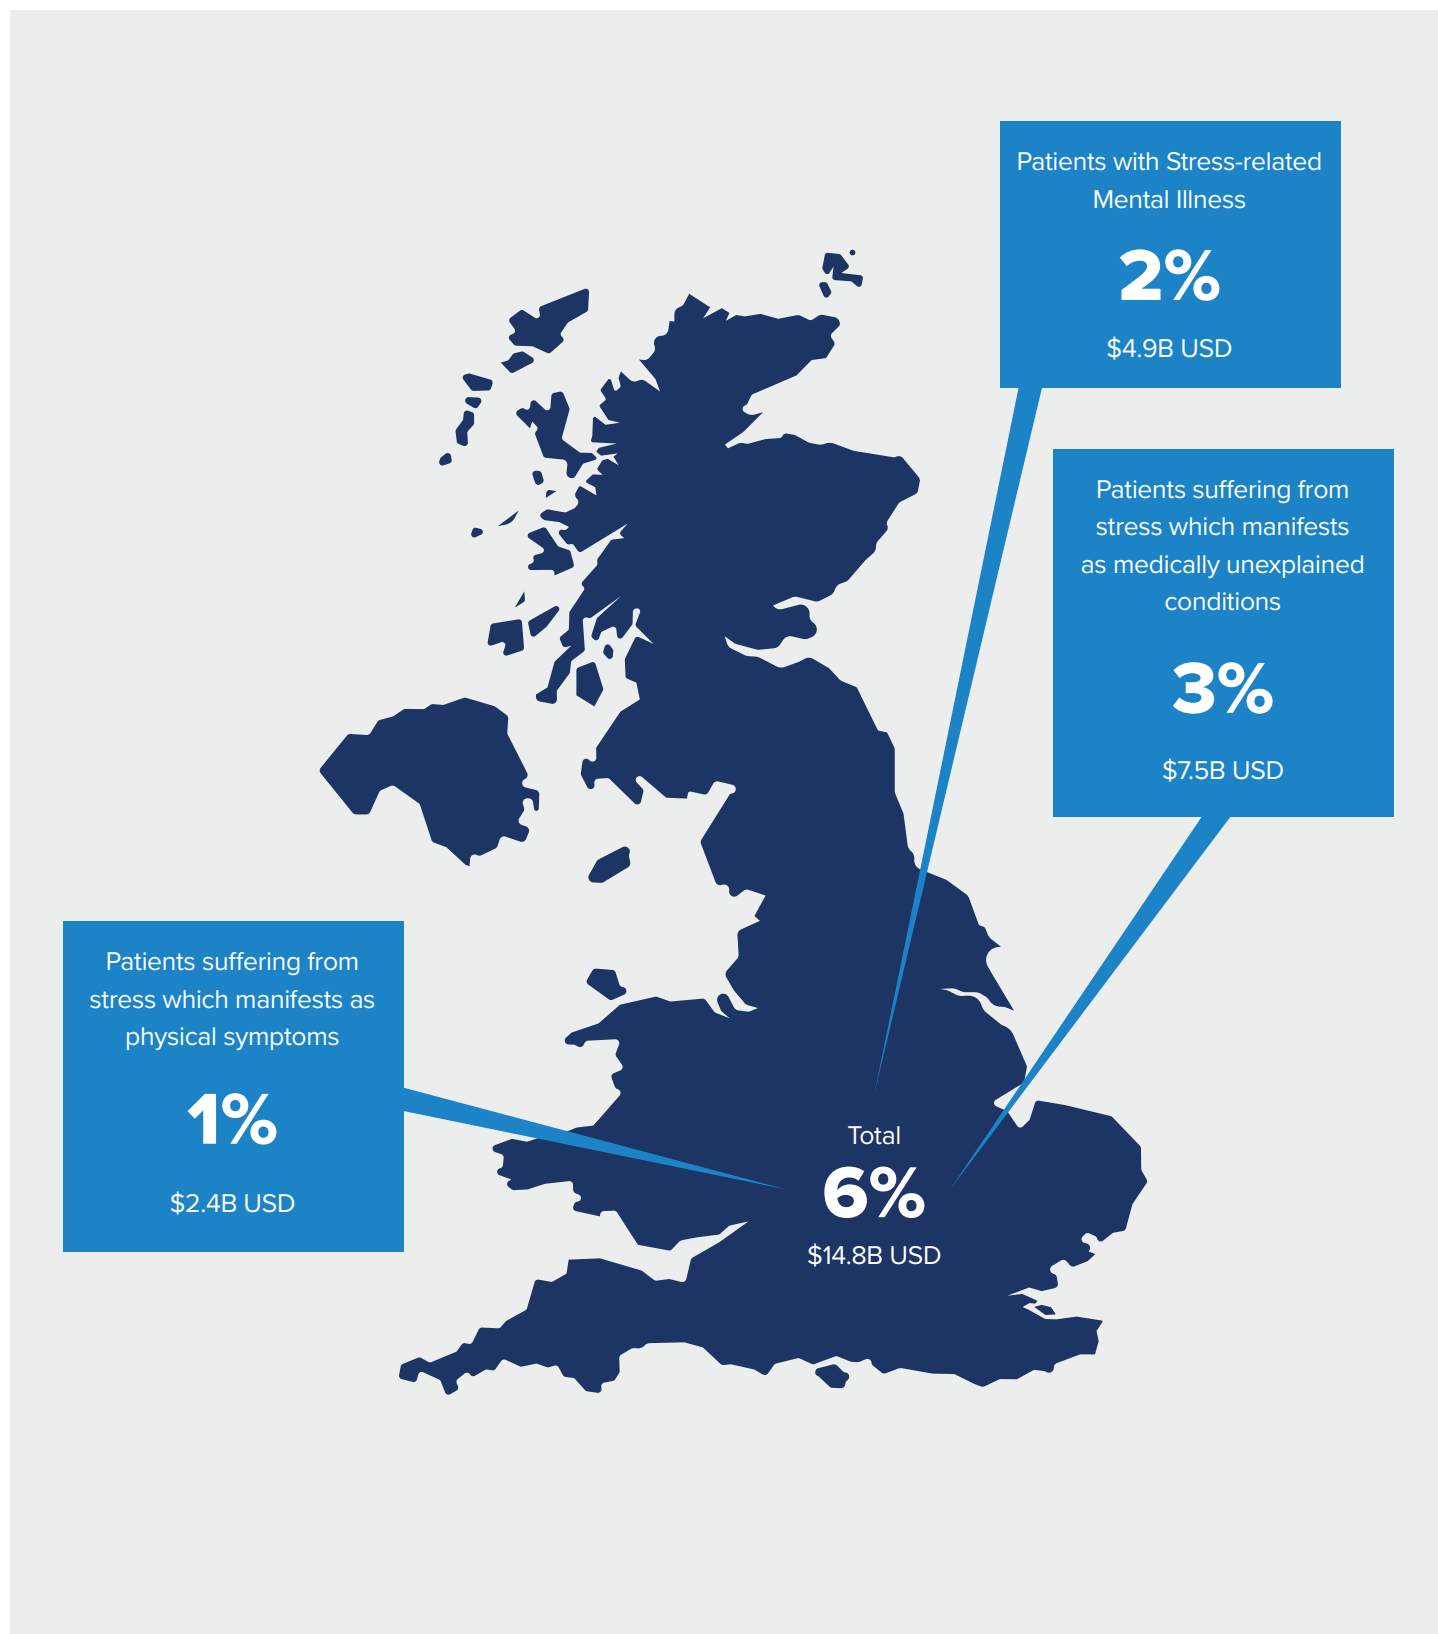 Patients with Stress-related
Mental Illness
2%
$4.9B USD
Patients suffering from
stress which manifests
as medically unexplained
conditions
3%
$7.5B USD
Patients suffering from
stress which manifests as
physical symptoms
1%
$2.4B USD
Total
6%
$14.8B USD